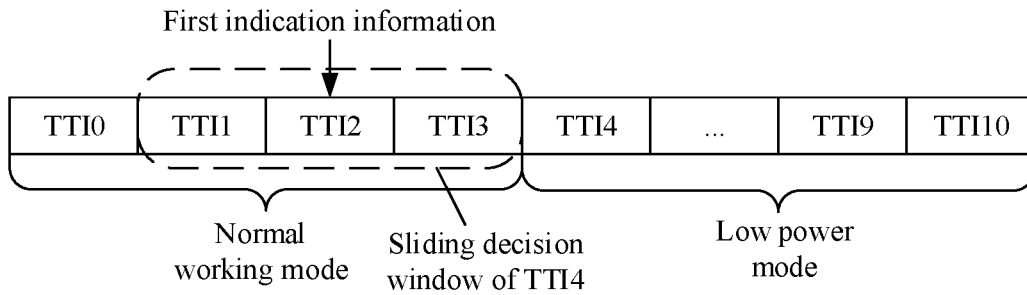 First indication information
TTI0 TTI1 TTI2 TTI3 TTI4 ... TTI9 TTI10
Normal
working mode
Sliding decision
window of TTI4
Low power
mode